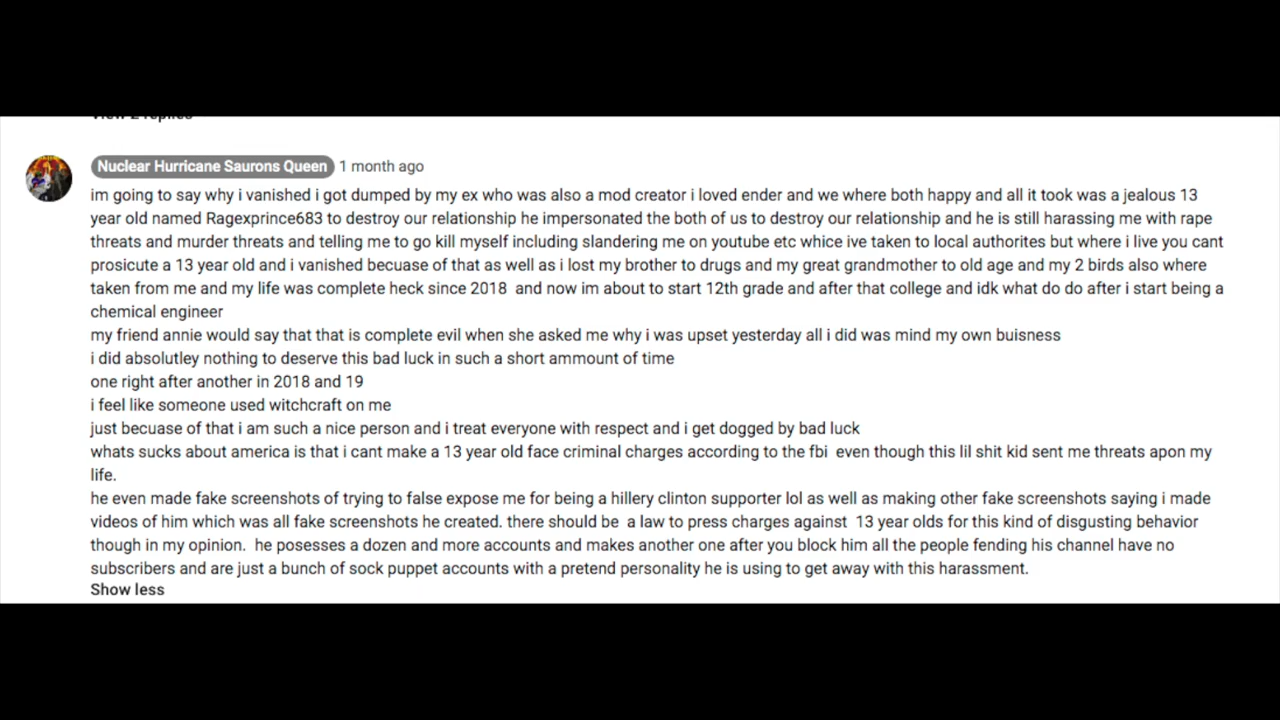 View 2 replies
Nuclear Hurricane Saurons Queen 1 month ago
im going to say why i vanished i got dumped by my ex who was also a mod creator i loved ender and we where both happy and all it took was a jealous 13
year old named Ragexprince683 to destroy our relationship he impersonated the both of us to destroy our relationship and he is still harassing me with rape
threats and murder threats and telling me to go kill myself including slandering me on youtube etc whice ive taken to local authorites but where i live you cant
prosicute a 13 year old and i vanished becuase of that as well as i lost my brother to drugs and my great grandmother to old age and my 2 birds also where
taken from me and my life was complete heck since 2018 and now im about to start 12th grade and after that college and idk what do do after i start being a
chemical engineer
my friend annie would say that that is complete evil when she asked me why i was upset yesterday all i did was mind my own buisness
i did absolutley nothing to deserve this bad luck in such a short ammount of time
one right after another in 2018 and 19
i feel like someone used witchcraft on me
just becuase of that i am such a nice person and i treat everyone with respect and i get dogged by bad luck
whats sucks about america is that i cant make a 13 year old face criminal charges according to the fbi even though this lil shit kid sent me threats apon my
life.
he even made fake screenshots of trying to false expose me for being a hillery clinton supporter lol as well as making other fake screenshots saying i made
videos of him which was all fake screenshots he created. there should be a law to press charges against 13 year olds for this kind of disgusting behavior
though in my opinion. he posesses a dozen and more accounts and makes another one after you block him all the people fending his channel have no
subscribers and are just a bunch of sock puppet accounts with a pretend personality he is using to get away with this harassment.
Show less